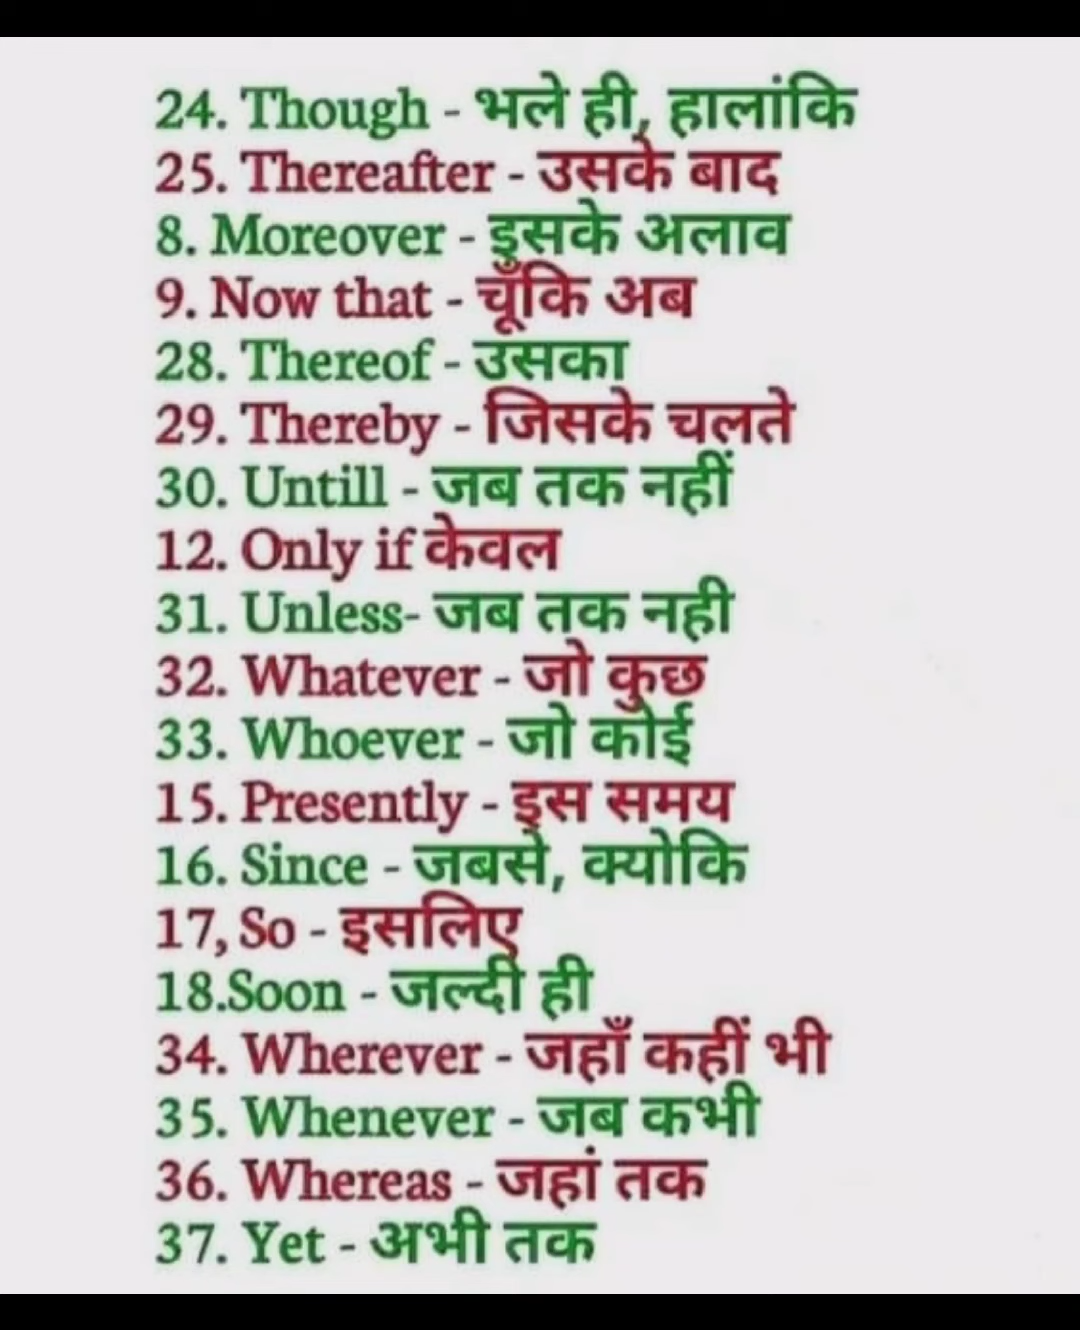 24. Though - भले ही, हालांकि
25. Thereafter - उसके बाद
8. Moreover - इसके अलाव
9. Now that - चूँकि अब
28. Thereof - उसका
29. Thereby - जिसके चलते
30. Untill - जब तक नहीं
12. Only if केवल
31. Unless- जब तक नही
32. Whatever - जो कुछ
33. Whoever - जो कोई
15. Presently - इस समय
16. Since - जबसे, क्योकि
17, So - इसलिए
18.Soon - जल्दी ही
34. Wherever - जहाँ कहीं भी
35. Whenever - जब कभी
36. Whereas - जहां तक
37. Yet - अभी तक